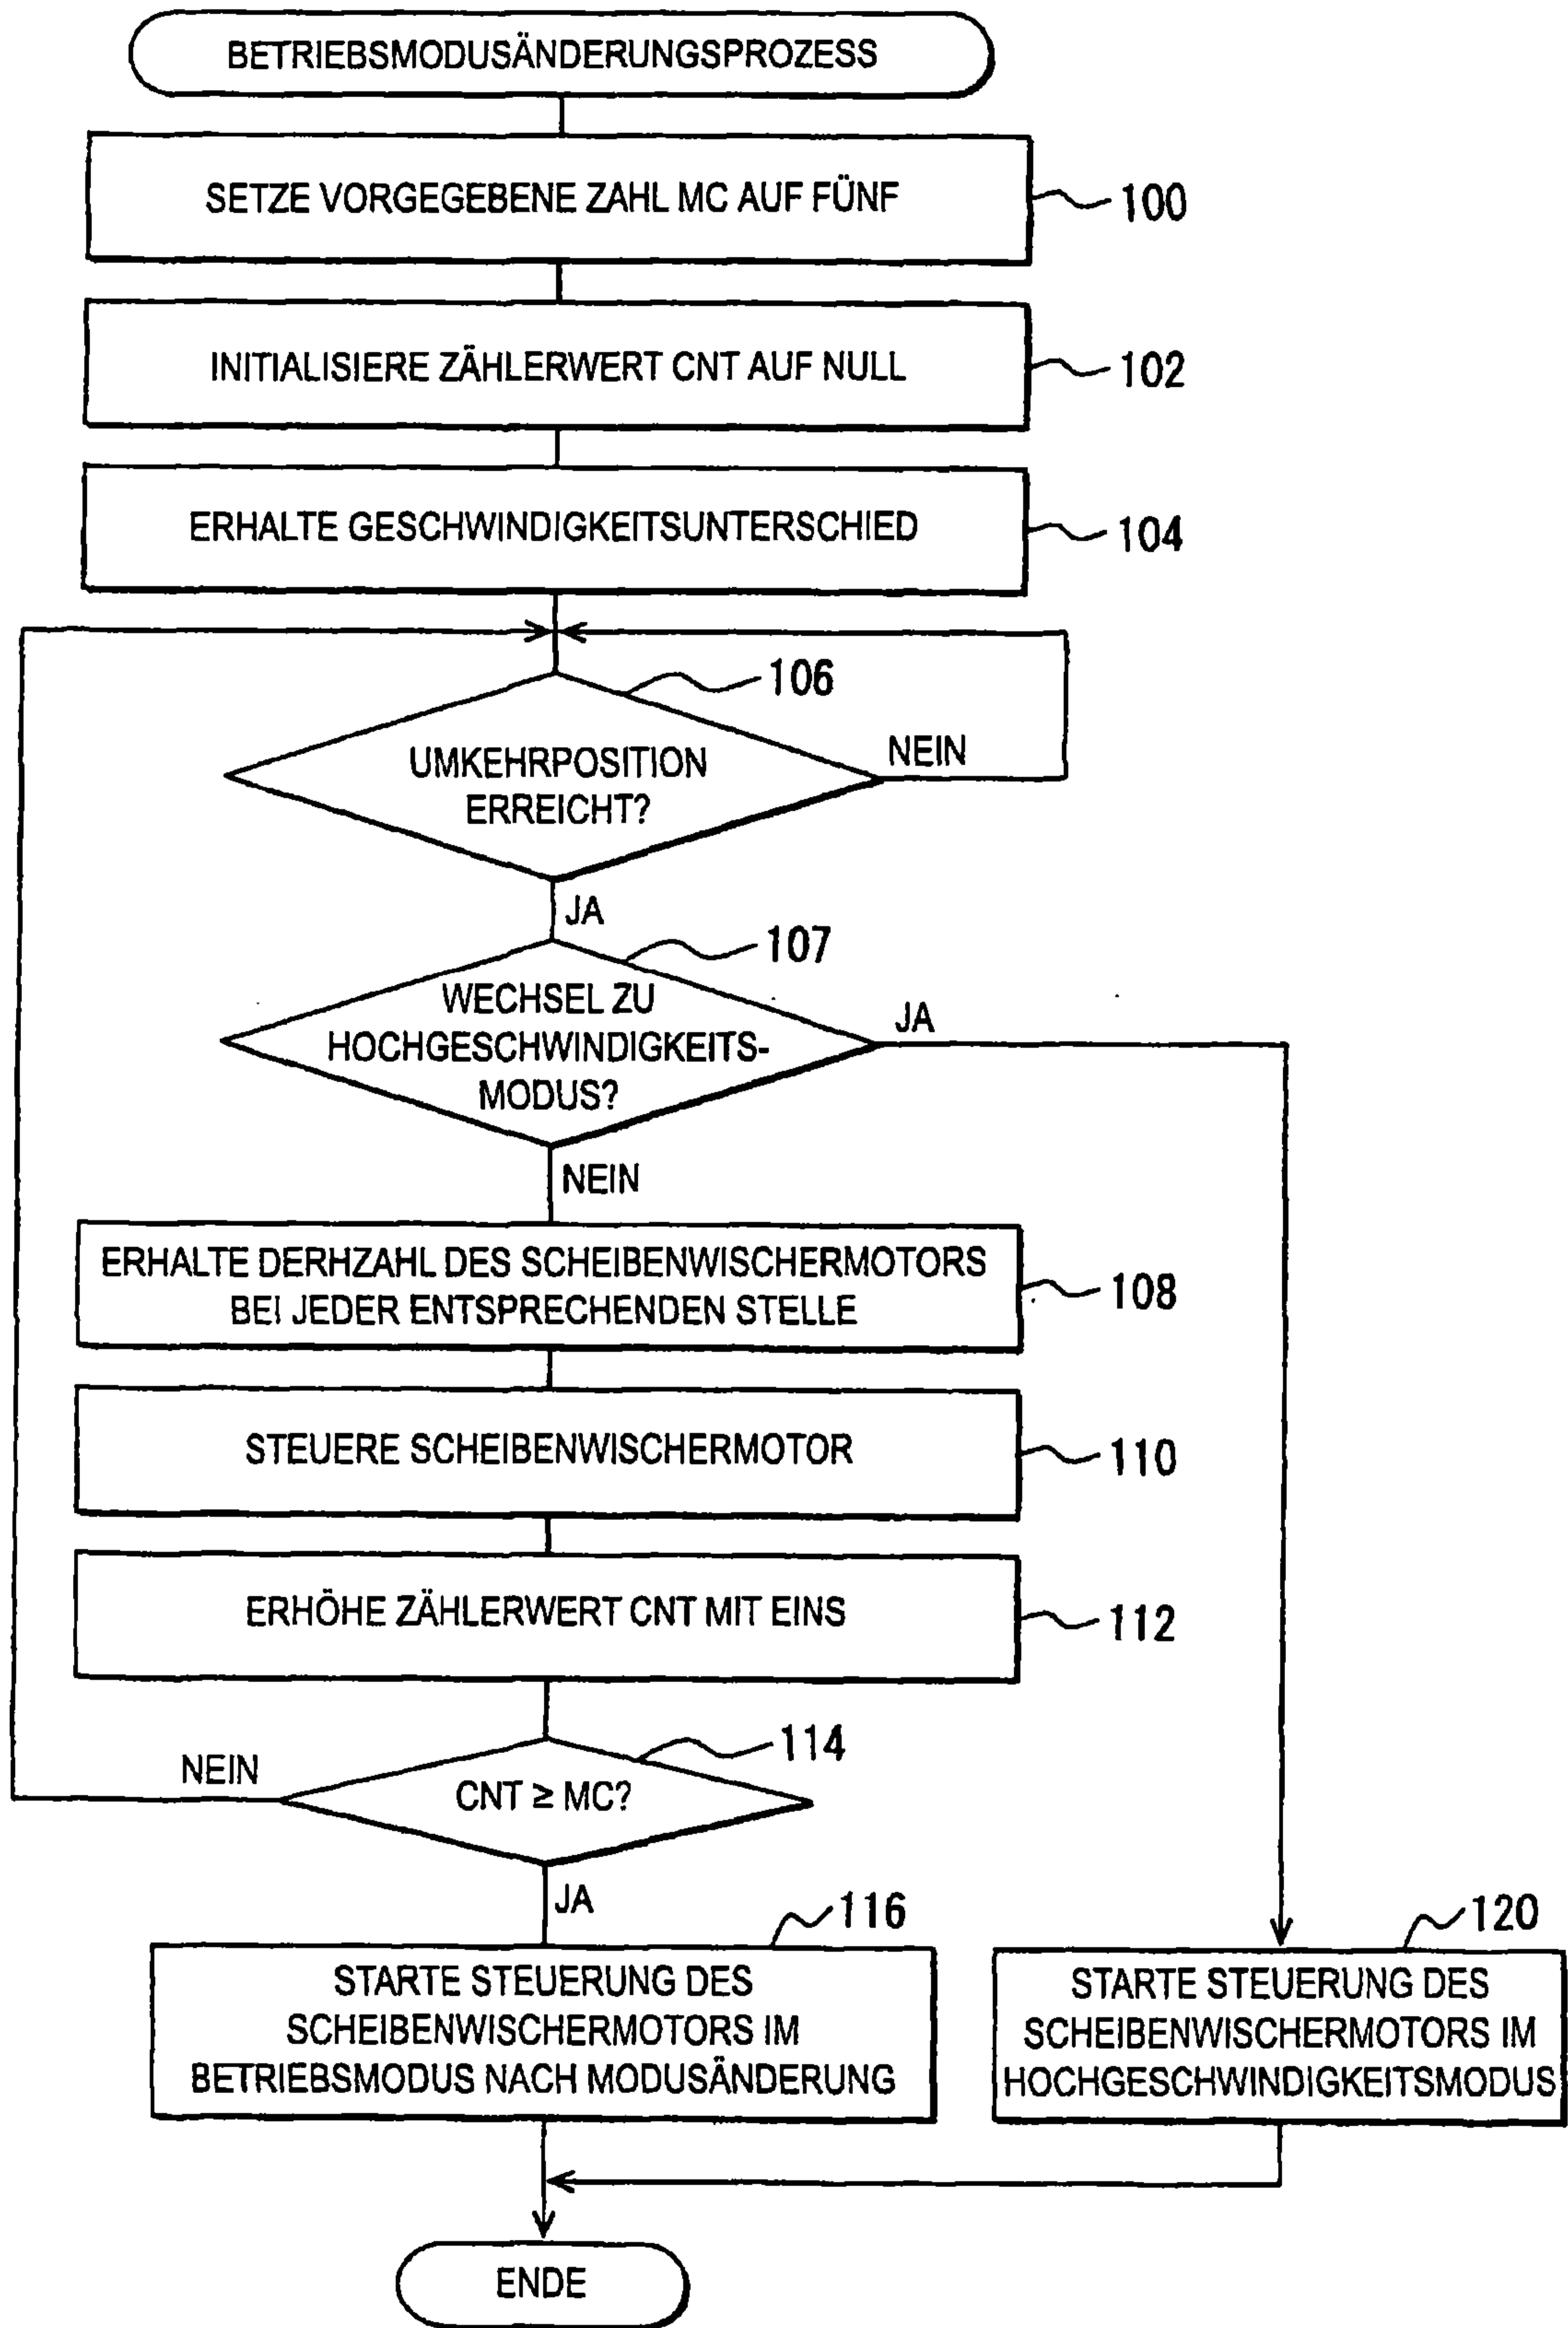 BETRIEBSMODUSÄNDERUNGSPROZESS
SETZE VORGEGEBENE ZAHL MC AUF FÜNF
100
INITIALISIERE ZÄHLERWERT CNT AUF NULL
102
ERHALTE GESCHWINDIGKEITSUNTERSCHIED
104
106
UMKEHRPOSITION
ERREICHT?
NEIN
JA
107
WECHSEL ZU
HOCHGESCHWINDIGKEITS-
MODUS?
JA
NEIN
ERHALTE DERHZAHL DES SCHEIBENWISCHERMOTORS
BEI JEDER ENTSPRECHENDEN STELLE
108
STEUERE SCHEIBENWISCHERMOTOR
110
ERHÖHE ZÄHLERWERT CNT MIT EINS
112
114
NEIN
CNT ≥ MC?
JA
116
STARTE STEUERUNG DES
SCHEIBENWISCHERMOTORS IM
BETRIEBSMODUS NACH MODUSÄNDERUNG
120
STARTE STEUERUNG DES
SCHEIBENWISCHERMOTORS IM
HOCHGESCHWINDIGKEITSMODUS
ENDE